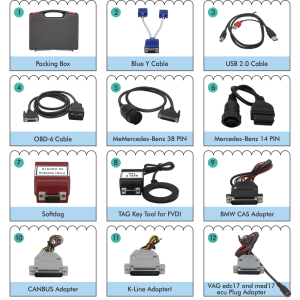 1
Packing Box
2
Blue Y Cable
3
USB 2.0 Cable
4
OBD-6 Cable
5
MeMercedes-Benz 38 PIN
6
Mercedes-Benz 14 PIN
7
Softdog
8
TAG Key Tool for FVDI
9
BMW CAS Adapter
10
CANBUS Adapter
11
K-Line Adapterl
12
VAG edc17 and med17
ecu Plug Adapter